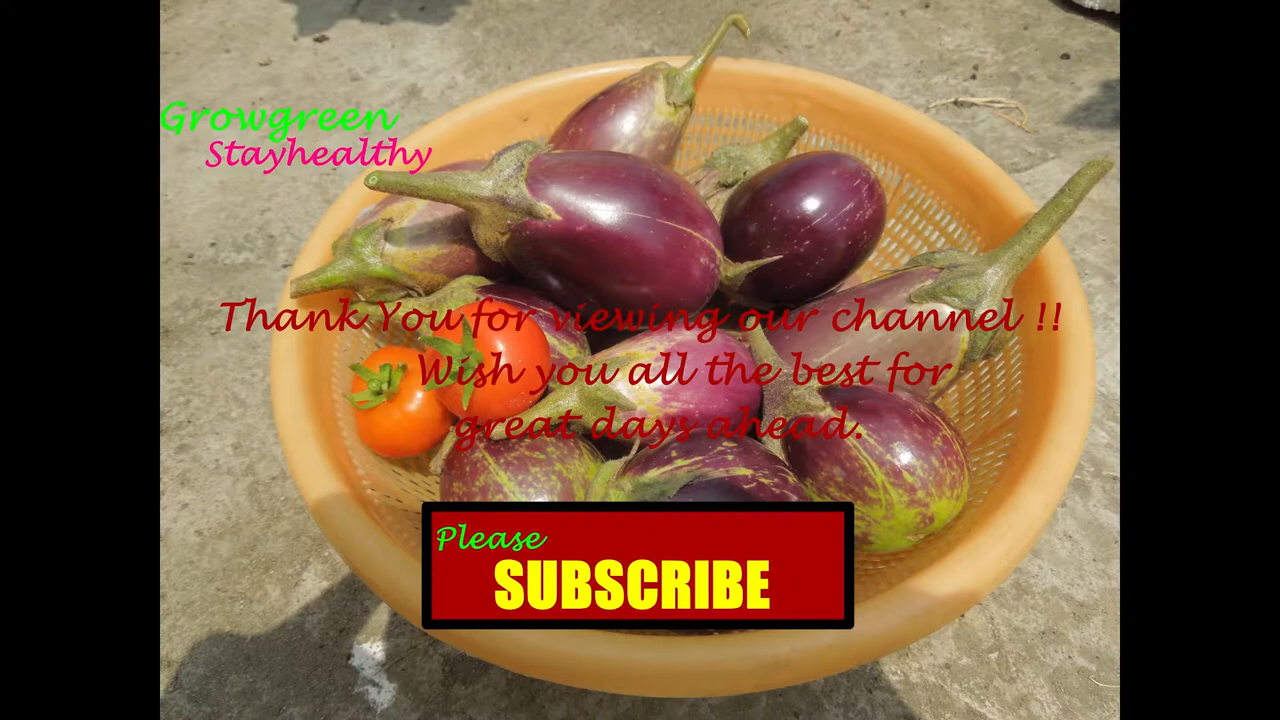 Growgreen
Stayhealthy
Thank You for viewing our channel !!
Wish you all the best for
great days ahead.
Please
SUBSCRIBE